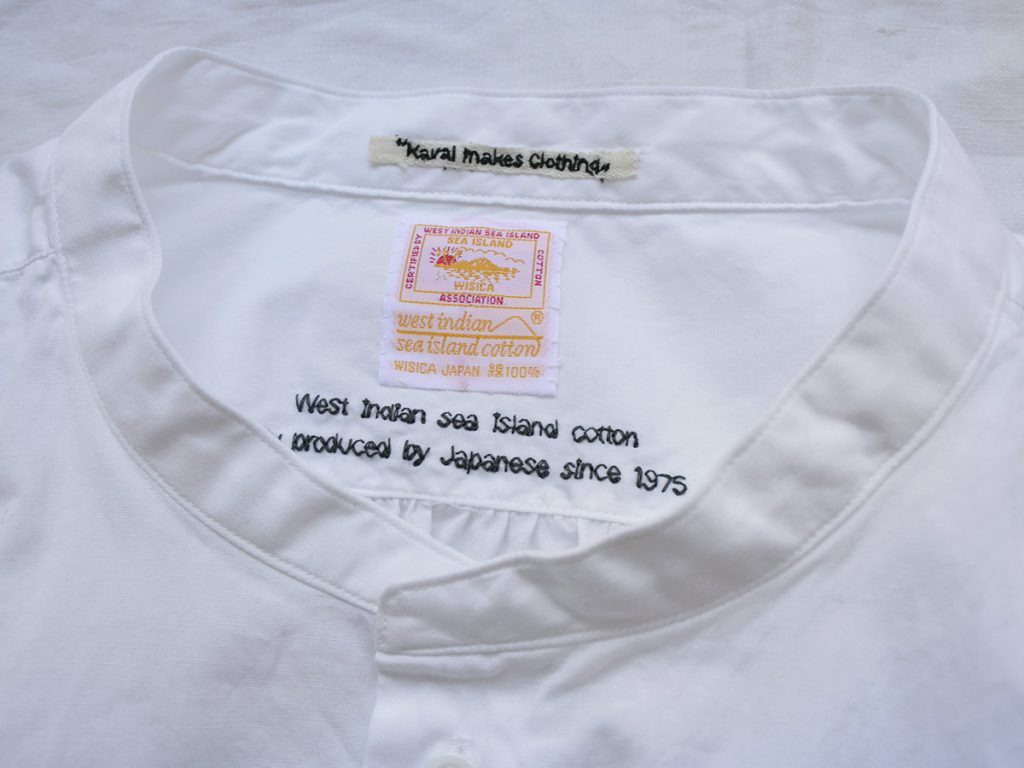 "Kaval makes Clothing"
WEST INDIAN SEA ISLAND
CERTIFIED BY
SEA ISLAND
COTTON
WISICA
ASSOCIATION
west indian ®
sea island cotton
WISICA JAPAN 綿100%
West indian sea island cotton
produced by Japanese since 1975